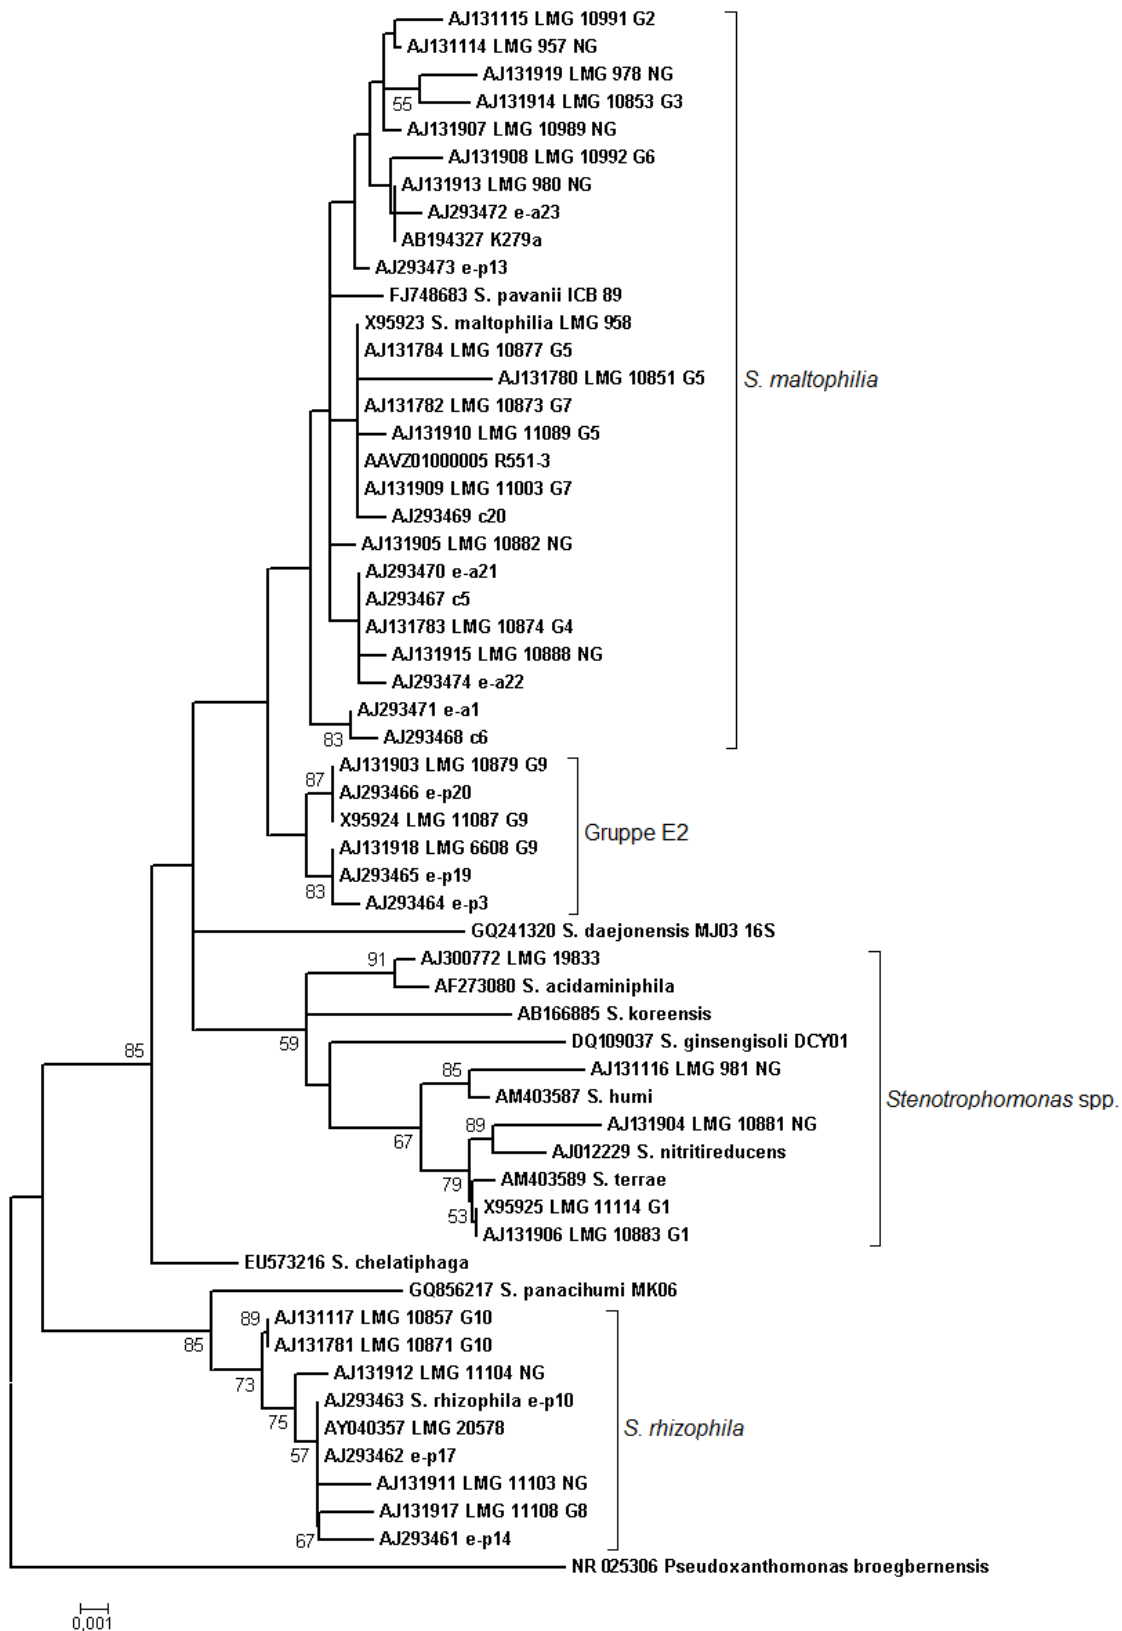 AJ131115 LMG 10991 G2
AJ131114 LMG 957 NG
AJ131919 LMG 978 NG
55
AJ131914 LMG 10853 G3
AJ131907 LMG 10989 NG
AJ131908 LMG 10992 G6
AJ131913 LMG 980 NG
AJ293472 e-a23
AB194327 K279a
AJ293473 e-p13
FJ748683 S. pavanii ICB 89
X95923 S. maltophilia LMG 958
AJ131784 LMG 10877 G5
AJ131780 LMG 10851 G5
S. maltophilia
AJ131782 LMG 10873 G7
AJ131910 LMG 11089 G5
AAVZ01000005 R551-3
AJ131909 LMG 11003 G7
AJ293469 c20
AJ131905 LMG 10882 NG
AJ293470 e-a21
AJ293467 c5
AJ131783 LMG 10874 G4
AJ131915 LMG 10888 NG
AJ293474 e-a22
AJ293471 e-a1
83
AJ293468 c6
AJ131903 LMG 10879 G9
87
AJ293466 e-p20
X95924 LMG 11087 G9
Gruppe E2
AJ131918 LMG 6608 G9
AJ293465 e-p19
83
AJ293464 e-p3
GQ241320 S. daejonensis MJ03 16S
91
AJ300772 LMG 19833
AF273080 S. acidaminiphila
AB166885 S. koreensis
59
DQ109037 S. ginsengisoli DCY01
85
85
AJ131116 LMG 981 NG
AM403587 S. humi
Stenotrophomonas spp.
89
AJ131904 LMG 10881 NG
67
AJ012229 S. nitritireducens
79
AM403589 S. terrae
X95925 LMG 11114 G1
53
AJ131906 LMG 10883 G1
EU573216 S. chelatiphaga
GQ856217 S. panacihumi MK06
89
AJ131117 LMG 10857 G10
85
AJ131781 LMG 10871 G10
AJ131912 LMG 11104 NG
73
AJ293463 S. rhizophila e-p10
75
AY040357 LMG 20578
S. rhizophila
57
AJ293462 e-p17
AJ131911 LMG 11103 NG
AJ131917 LMG 11108 G8
67
AJ293461 e-p14
NR 025306 Pseudoxanthomonas broegbernensis
0,001